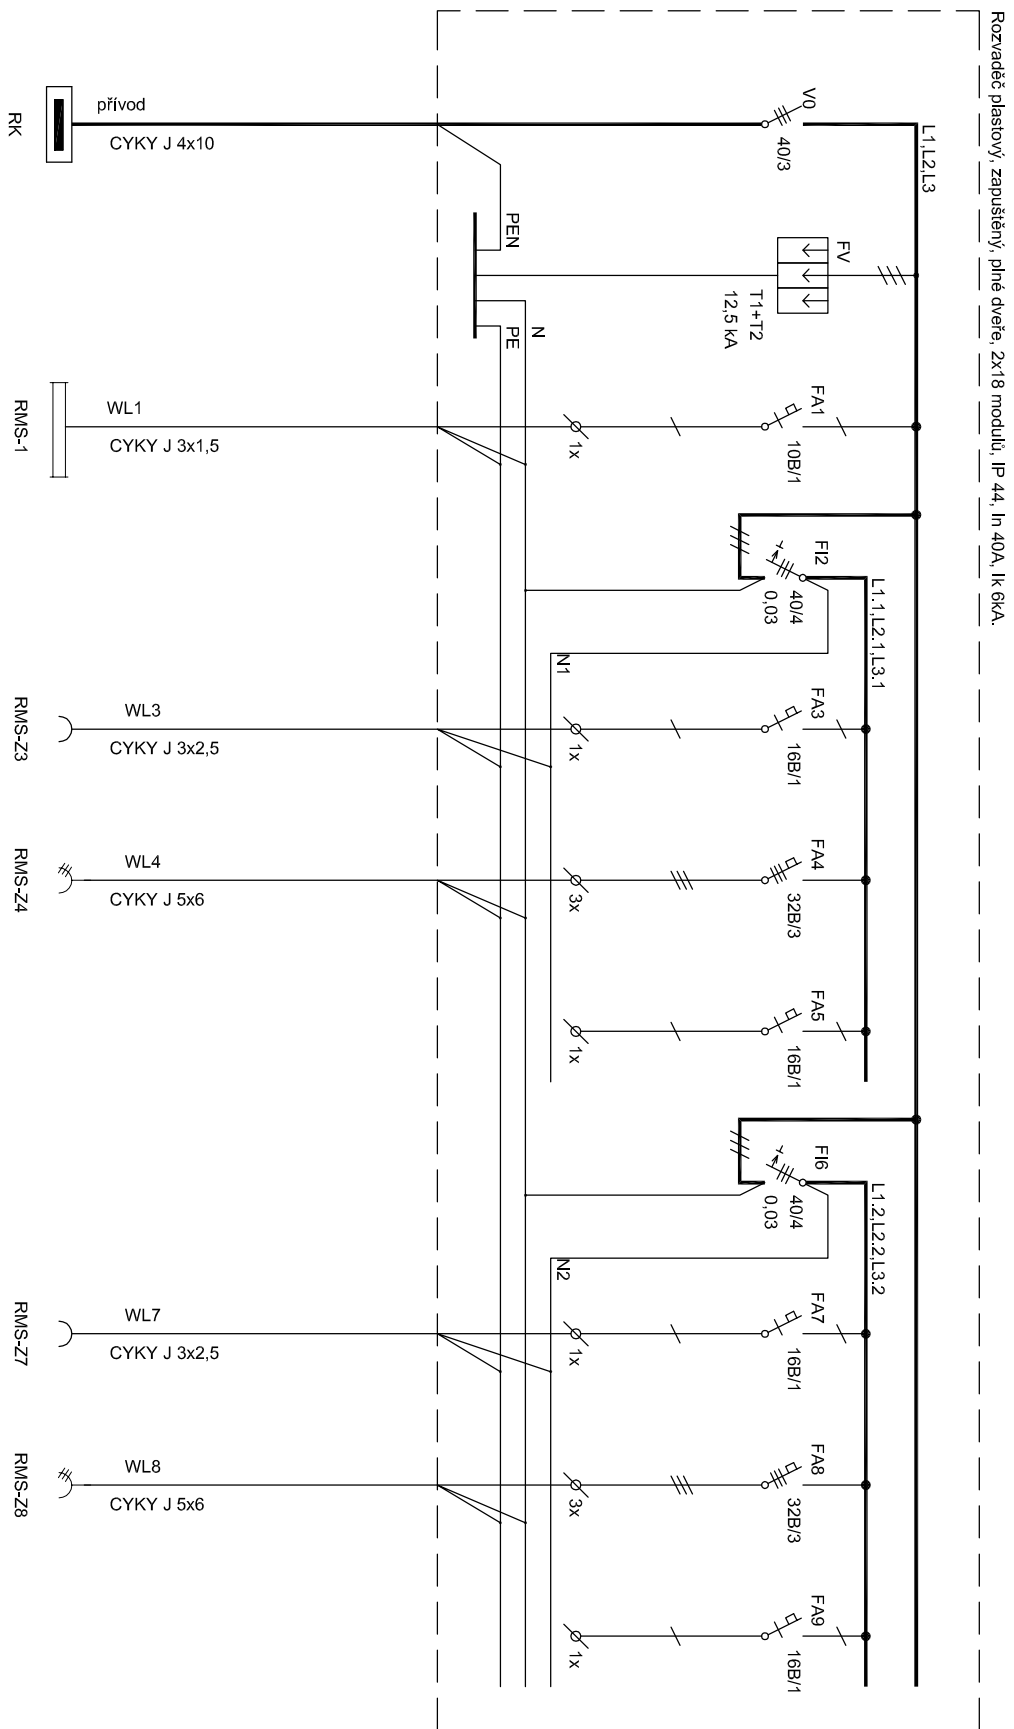 Rozvaděč plastový, zapuštěný, plné dveře, 2x18 modulů, IP 44, In 40A, Ik 6kA.
L1,L2,L3
V0
40/3
přívod
CYKY J 4x10
RK
FV
T1+T2
12,5 kA
PEN
N
PE
FA1
10B/1
1x
WL1
CYKY J 3x1,5
RMS-1
FI2
40/4
0,03
L1.1,L2.1,L3.1
N1
FA3
16B/1
1x
WL3
CYKY J 3x2,5
RMS-Z3
FA4
32B/3
3x
WL4
CYKY J 5x6
RMS-Z4
FA5
16B/1
1x
FI6
40/4
0,03
L1.2,L2.2,L3.2
N2
FA7
16B/1
1x
WL7
CYKY J 3x2,5
RMS-Z7
FA8
32B/3
3x
WL8
CYKY J 5x6
RMS-Z8
FA9
16B/1
1x